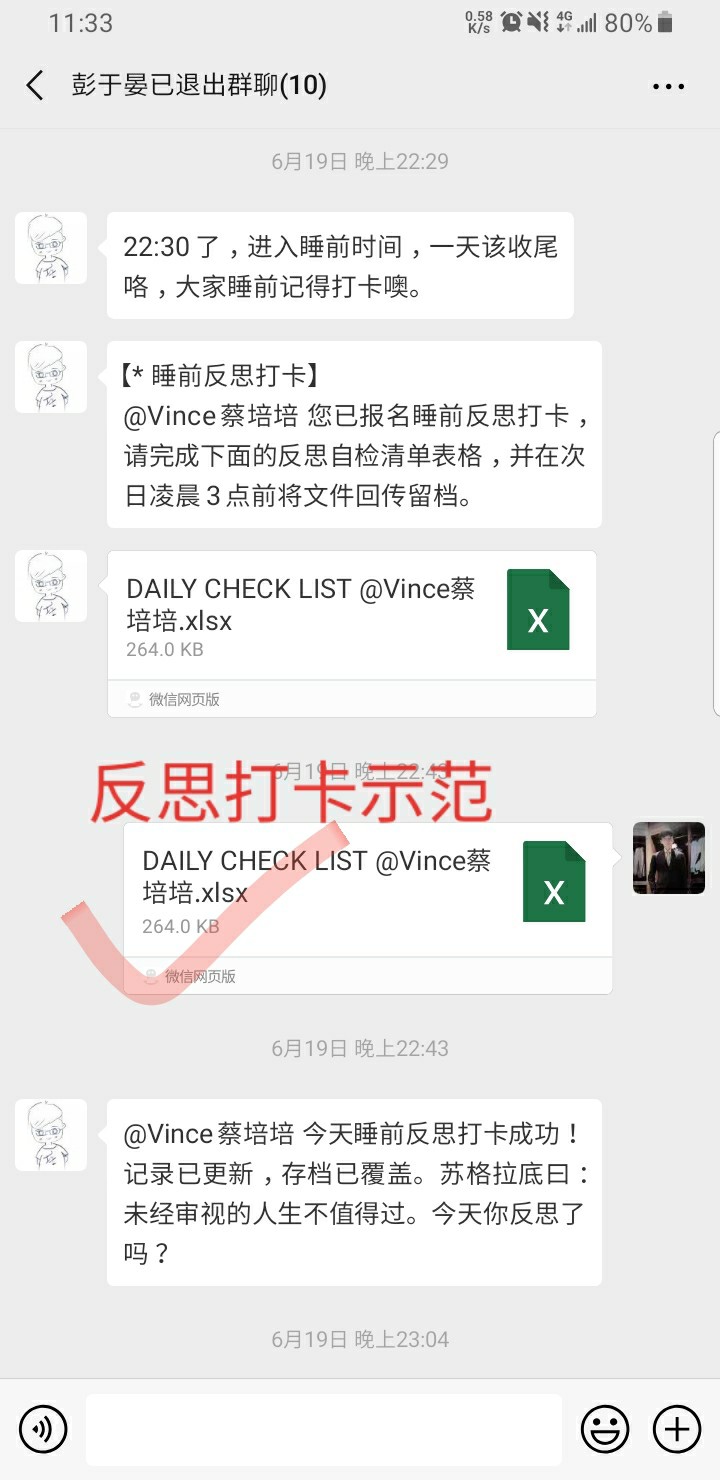 11:33
0.58
K/s
4G
80%
彭于晏已退出群聊(10)
6月19日 晚上22:29
22:30了，进入睡前时间，一天该收尾
咯，大家睡前记得打卡噢。
【* 睡前反思打卡】
@Vince蔡培培 您已报名睡前反思打卡，
请完成下面的反思自检清单表格，并在次
日凌晨3点前将文件回传留档。
DAILY CHECK LIST @Vince蔡
培培.xlsx
264.0 KB
X
微信网页版
6月19日 晚上22:43
反思打卡示范
DAILY CHECK LIST @Vince蔡
培培.xlsx
264.0 KB
X
微信网页版
6月19日 晚上22:43
@Vince蔡培培 今天睡前反思打卡成功！
记录已更新，存档已覆盖。苏格拉底曰：
未经审视的人生不值得过。今天你反思了
吗？
6月19日 晚上23:04